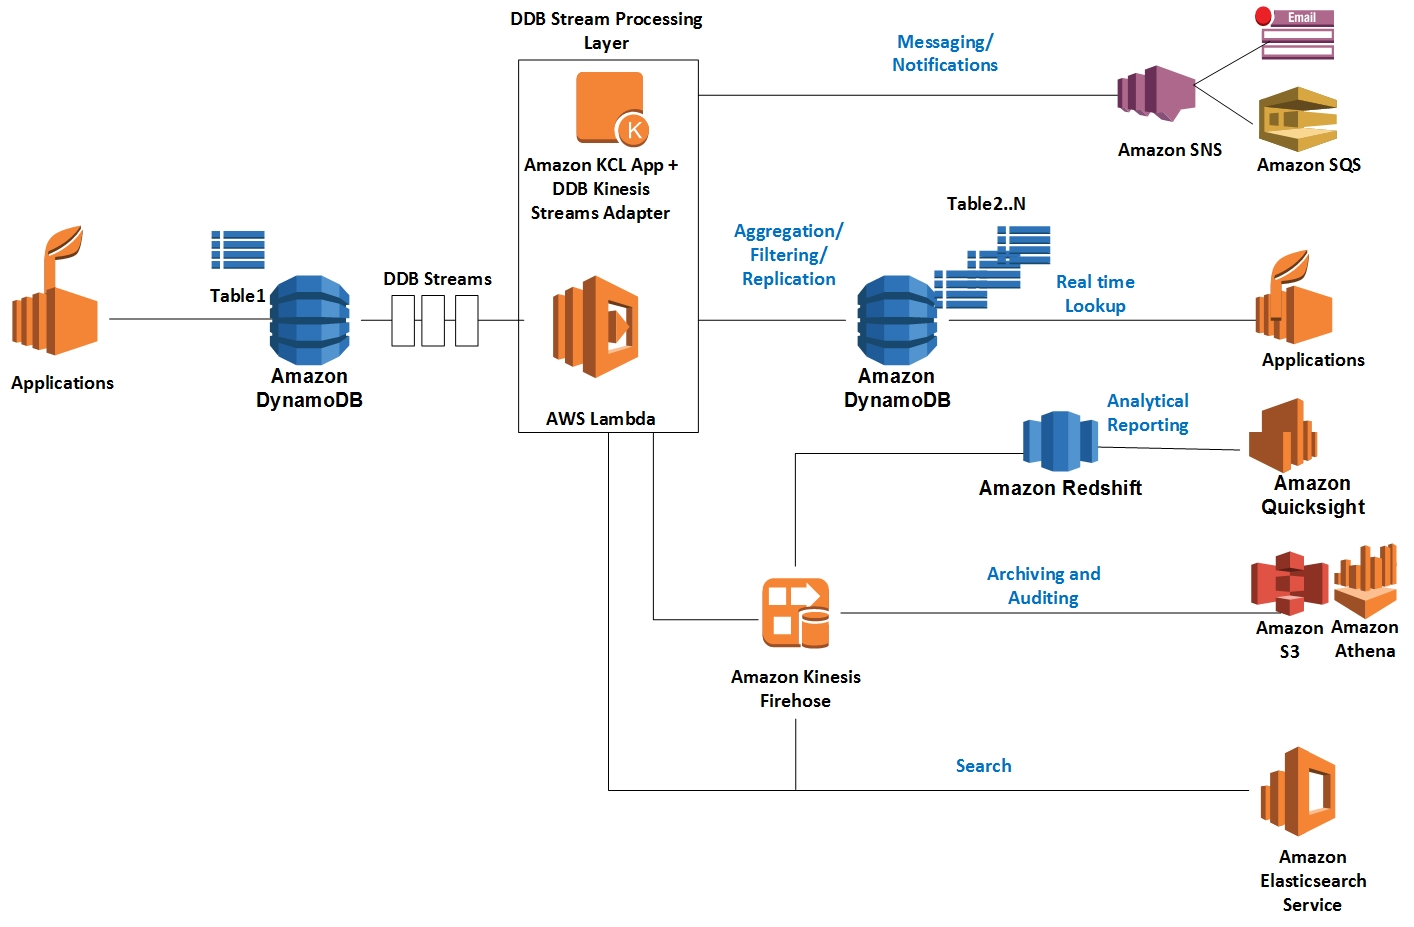 DDB Stream Processing
Layer
Messaging/
Notifications
Email
K
Amazon SNS
Amazon SQS
Amazon KCL App +
DDB Kinesis
Streams Adapter
Table1
DDB Streams
Applications
Amazon
DynamoDB
AWS Lambda
Aggregation/
Filtering/
Replication
Table2..N
Amazon
DynamoDB
Real time
Lookup
Applications
Analytical
Reporting
Amazon Redshift
Amazon
Quicksight
Archiving and
Auditing
Amazon
S3
Amazon
Athena
Amazon Kinesis
Firehose
Search
Amazon
Elasticsearch
Service